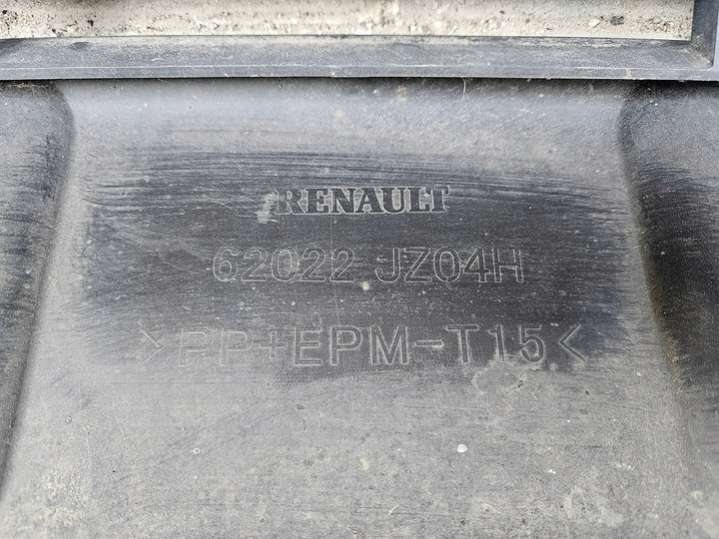 RENAULT
62022 JZ04H
>PP+EPM-T15<